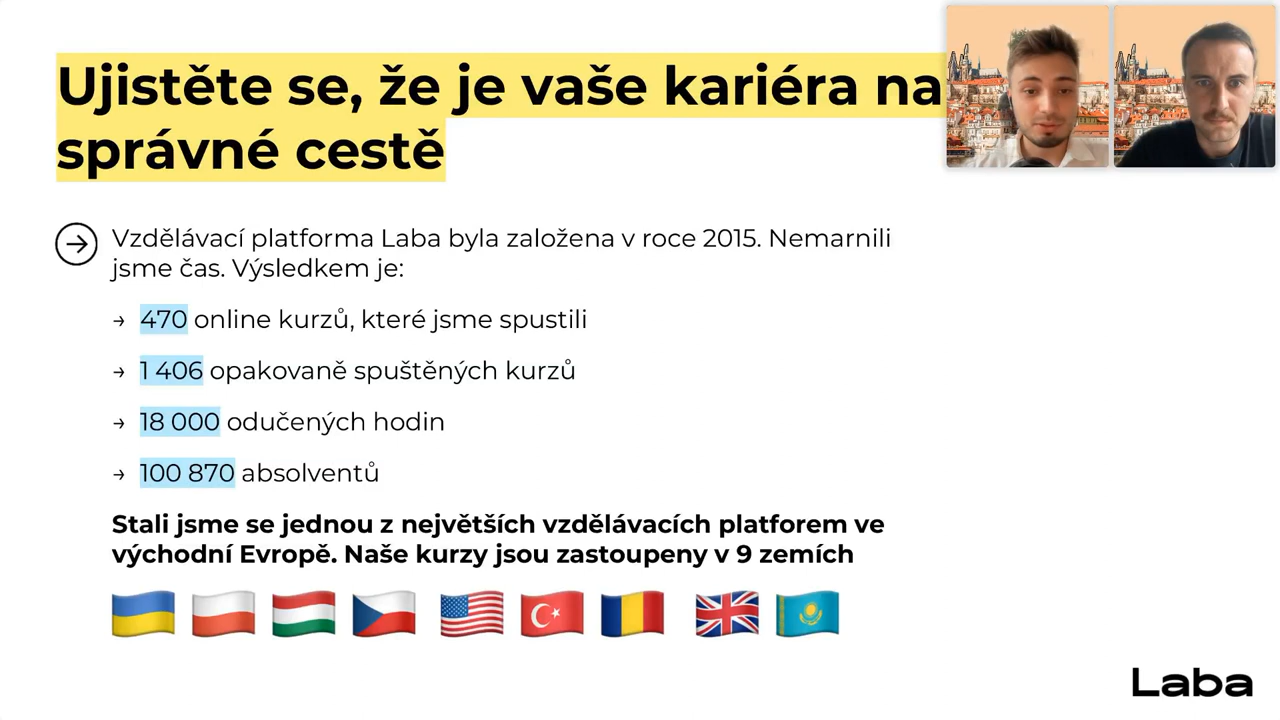 Ujistěte se, že je vaše kariéra na
správné cestě
Vzdělávací platforma Laba byla založena v roce 2015. Nemarnili
jsme čas. Výsledkem je:
→ 470 online kurzů, které jsme spustili
→ 1 406 opakovaně spuštěných kurzů
→ 18 000 odučených hodin
→ 100 870 absolventů
Stali jsme se jednou z největších vzdělávacích platforem ve
východní Evropě. Naše kurzy jsou zastoupeny v 9 zemích
Laba